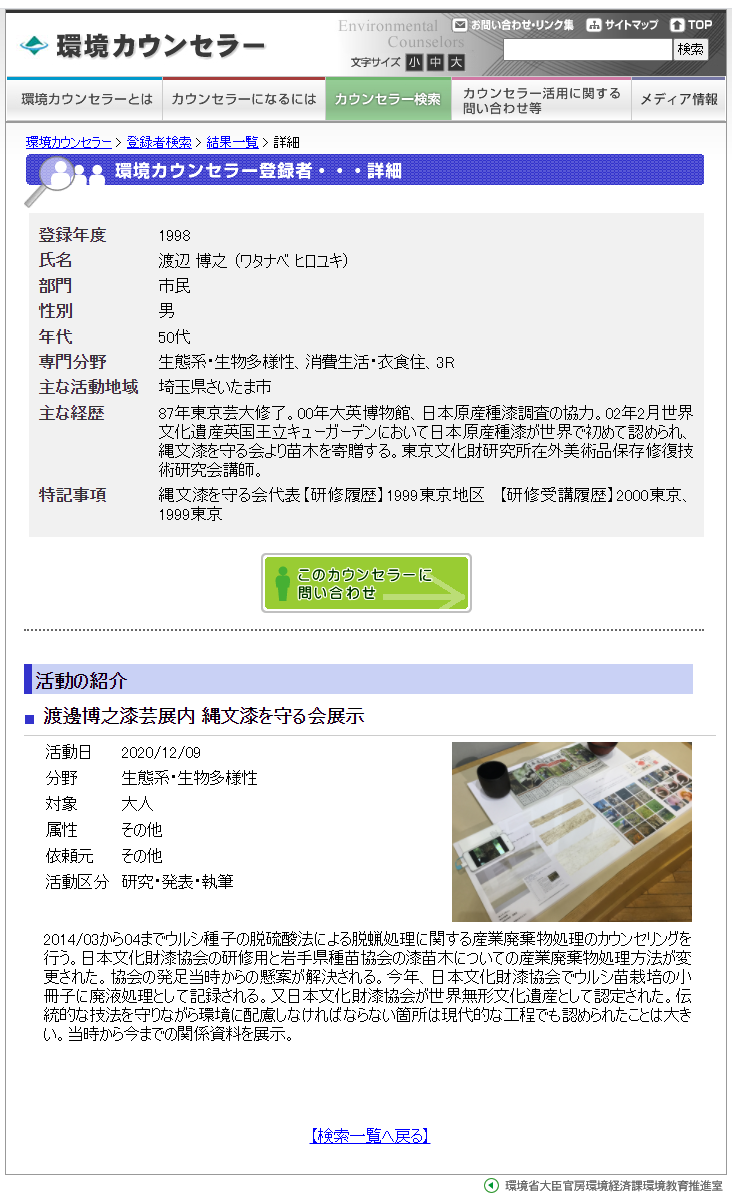 環境カウンセラー
Environmental
Counselors
お問い合わせ・リンク集 サイトマップ TOP
検索
文字サイズ 小 中 大
環境カウンセラーとは
カウンセラーになるには
カウンセラー検索
カウンセラー活用に関する
問い合わせ等
メディア情報
環境カウンセラー > 登録者検索 > 結果一覧 > 詳細
環境カウンセラー登録者・・・詳細
登録年度 1998
氏名 渡辺 博之 (ワタナベ ヒロユキ)
部門 市民
性別 男
年代 50代
専門分野 生態系・生物多様性、消費生活・衣食住、3R
主な活動地域 埼玉県さいたま市
主な経歴 87年東京芸大修了。00年大英博物館、日本原産種漆調査の協力。02年2月世界
文化遺産英国王立キューガーデンにおいて日本原産種漆が世界で初めて認められ、
縄文漆を守る会より苗木を寄贈する。東京文化財研究所在外美術品保存修復技
術研究会講師。
特記事項 縄文漆を守る会代表【研修履歴】1999東京地区　【研修受講履歴】2000東京、
1999東京
このカウンセラーに
問い合わせ
活動の紹介
渡邊博之漆芸展内 縄文漆を守る会展示
活動日 2020/12/09
分野 生態系・生物多様性
対象 大人
属性 その他
依頼元 その他
活動区分 研究・発表・執筆
2014/03から04までウルシ種子の脱硫酸法による脱蝋処理に関する産業廃棄物処理のカウンセリングを
行う。日本文化財漆協会の研修用と岩手県種苗協会の漆苗木についての産業廃棄物処理方法が変
更された。協会の発足当時からの懸案が解決される。今年、日本文化財漆協会でウルシ苗栽培の小
冊子に廃液処理として記録される。又日本文化財漆協会が世界無形文化遺産として認定された。伝
統的な技法を守りながら環境に配慮しなければならない箇所は現代的な工程でも認められたことは大き
い。当時から今までの関係資料を展示。
【検索一覧へ戻る】
環境省大臣官房環境経済課環境教育推進室